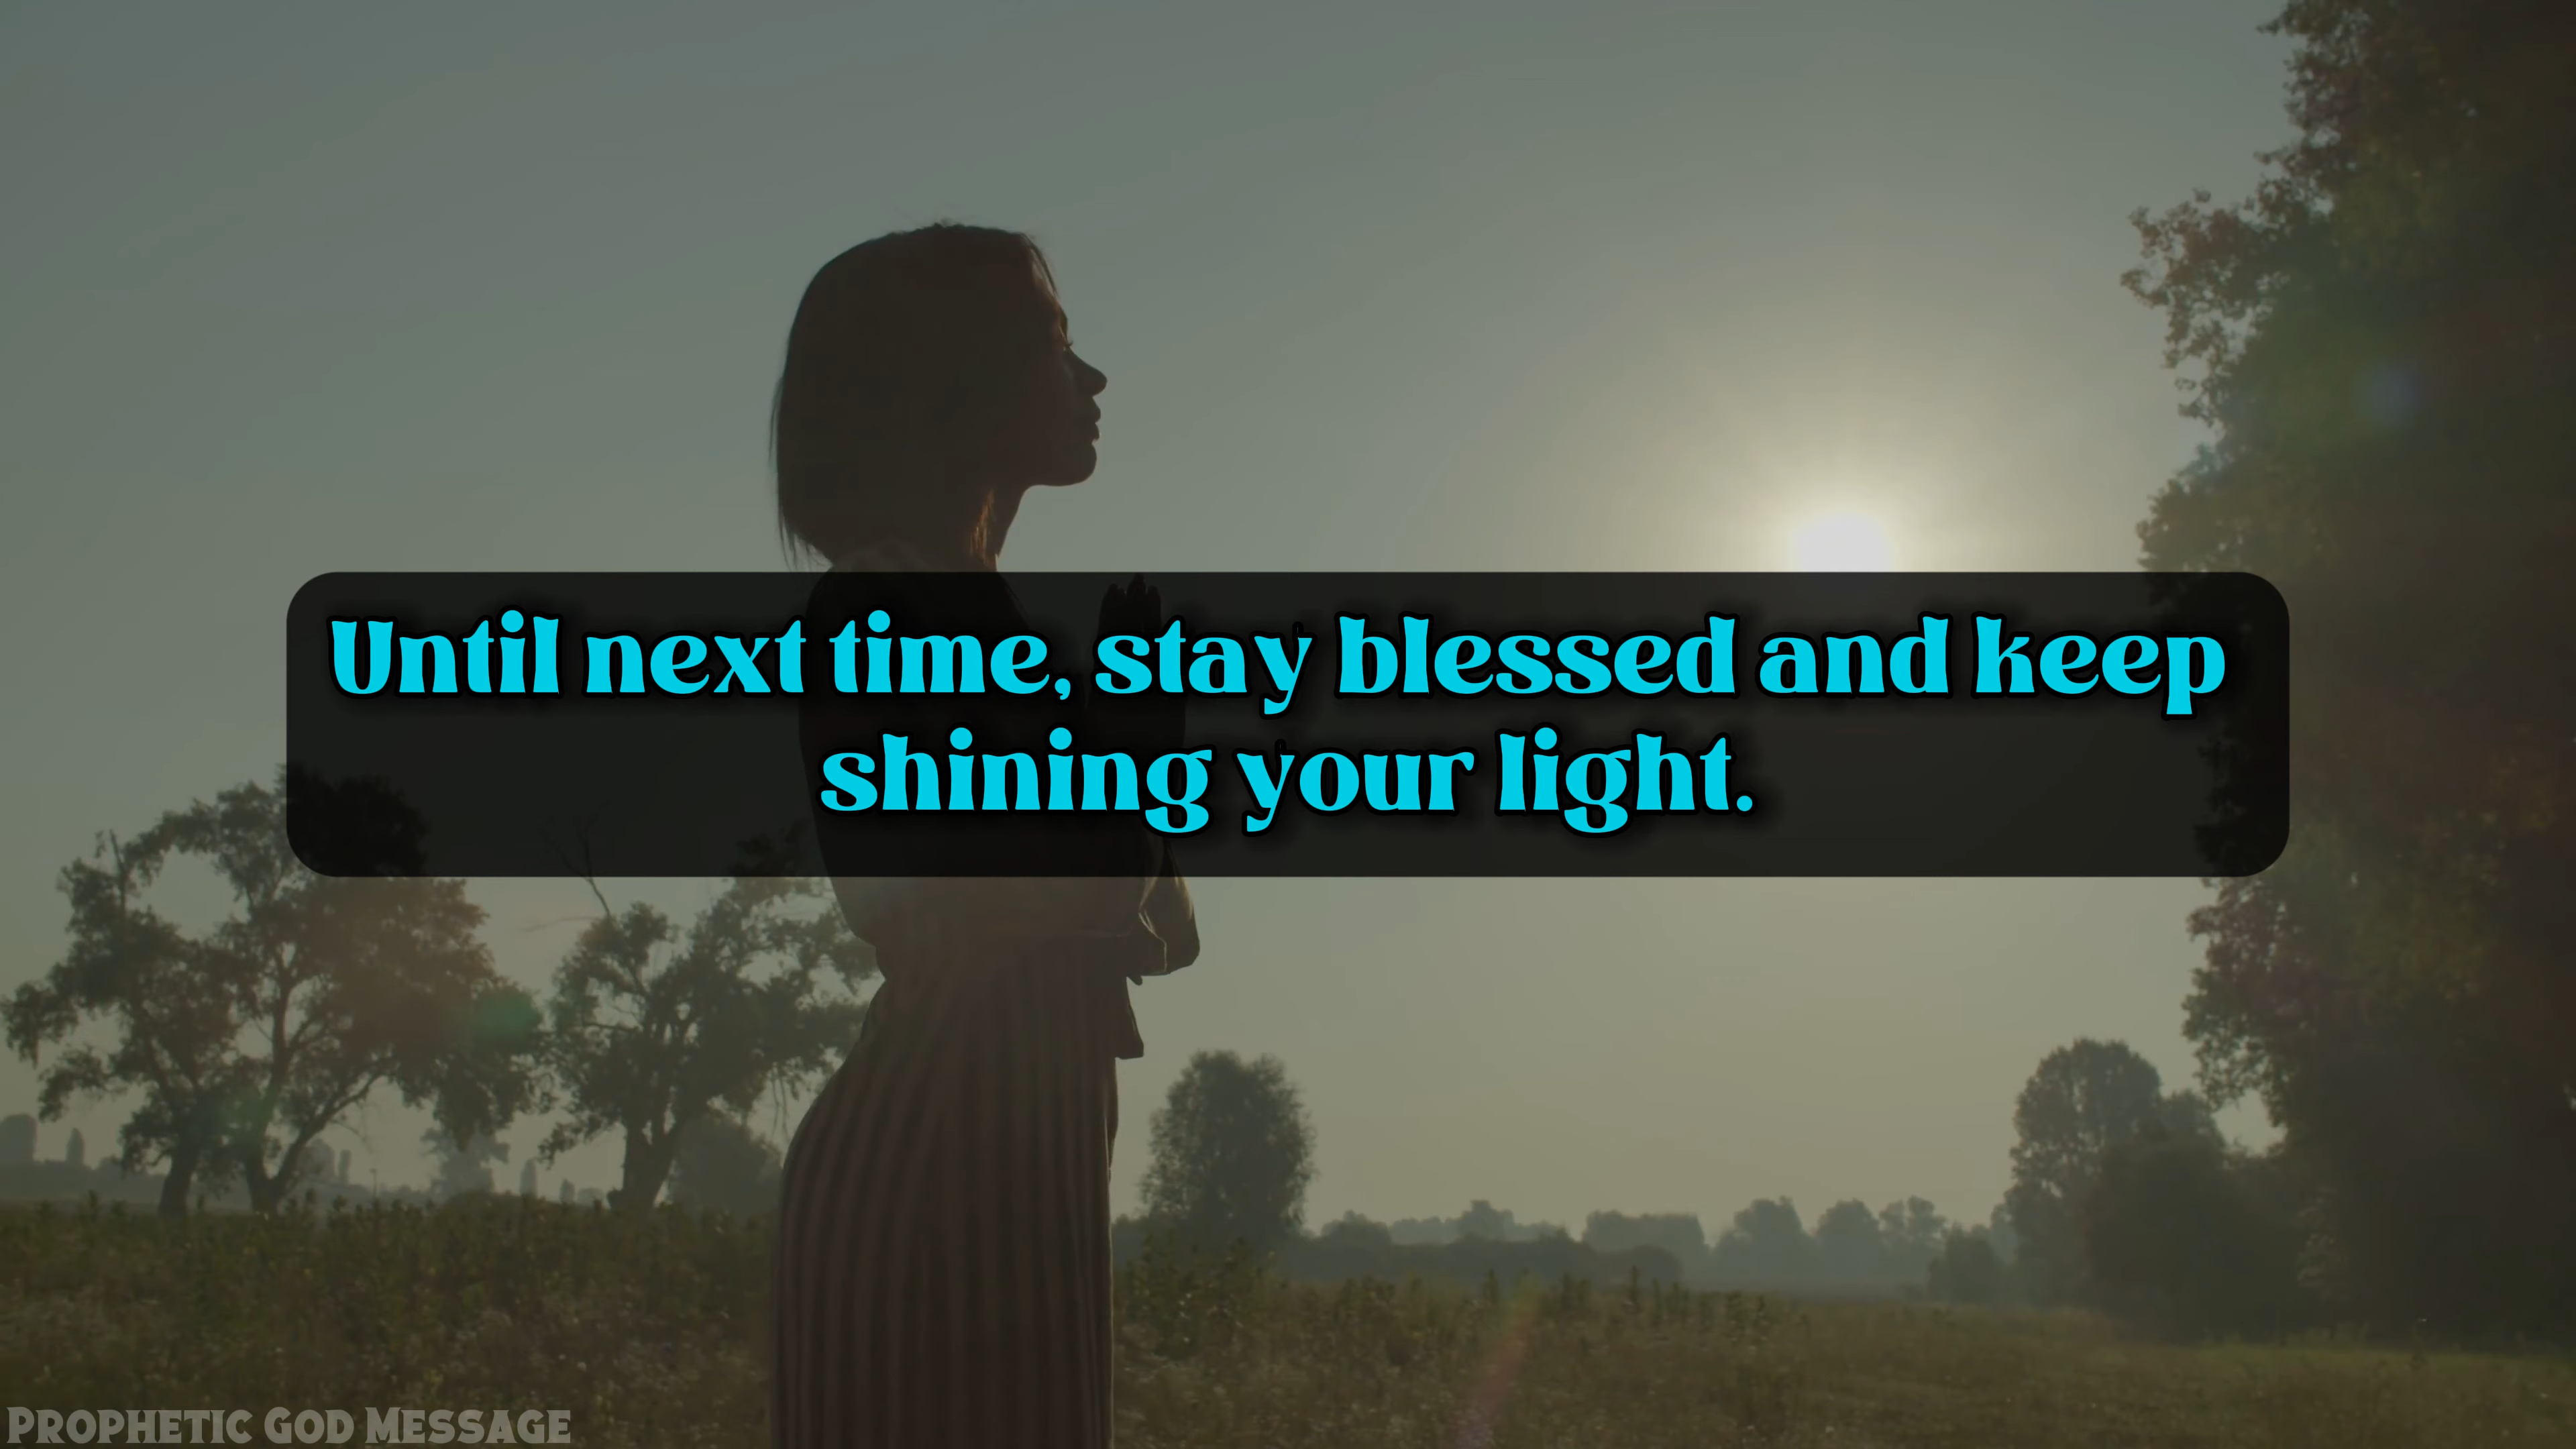 Until next time, stay blessed and keep
shining your light.
PROPHETIC GOD MESSAGE